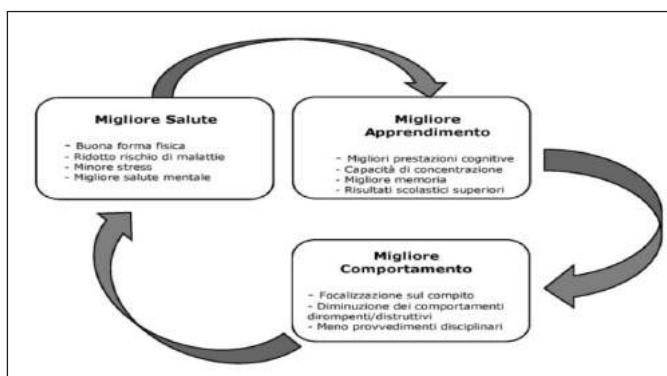 Migliore Salute
- Buona forma fisica
- Ridotto rischio di malattie
- Minore stress
- Migliore salute mentale
Migliore
Apprendimento
- Migliori prestazioni cognitive
- Capacità di concentrazione
- Migliore memoria
- Risultati scolastici superiori
Migliore
Comportamento
- Focalizzazione sul compito
- Diminuzione dei comportamenti
dirompenti/distruttivi
- Meno provvedimenti disciplinari